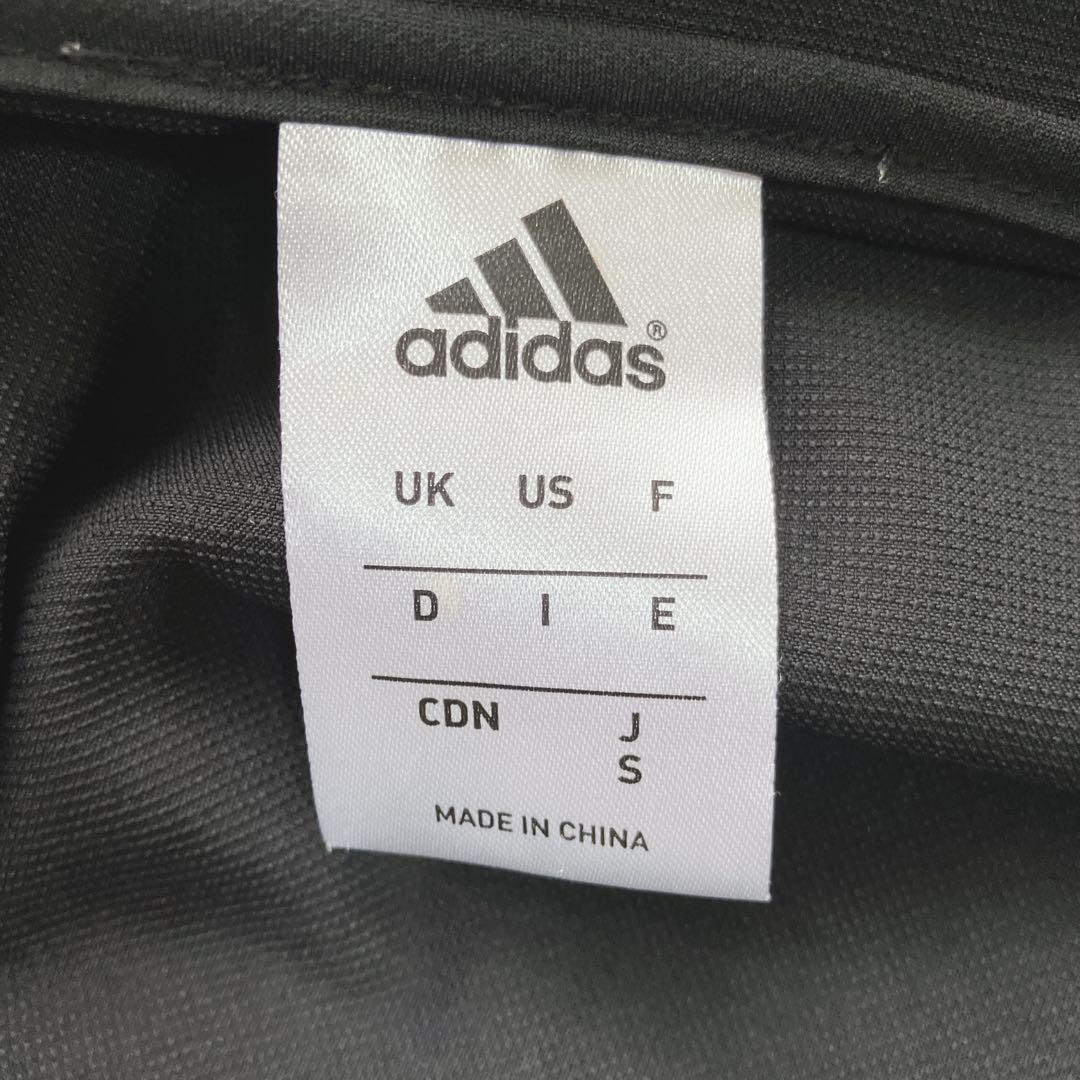 adidas®
UK US F
D I E
CDN J
S
MADE IN CHINA